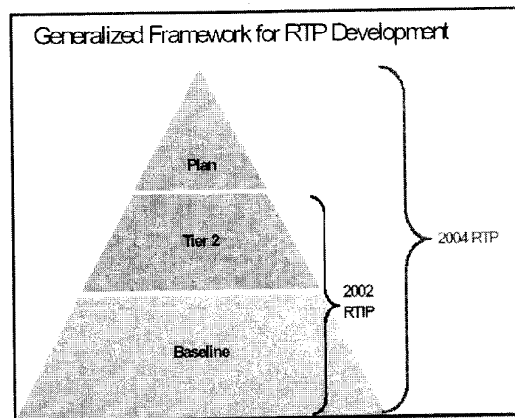 Generalized Framework for RTP Development
Plan
Tier 2
2004 RTP
2002
RTIP
Baseline